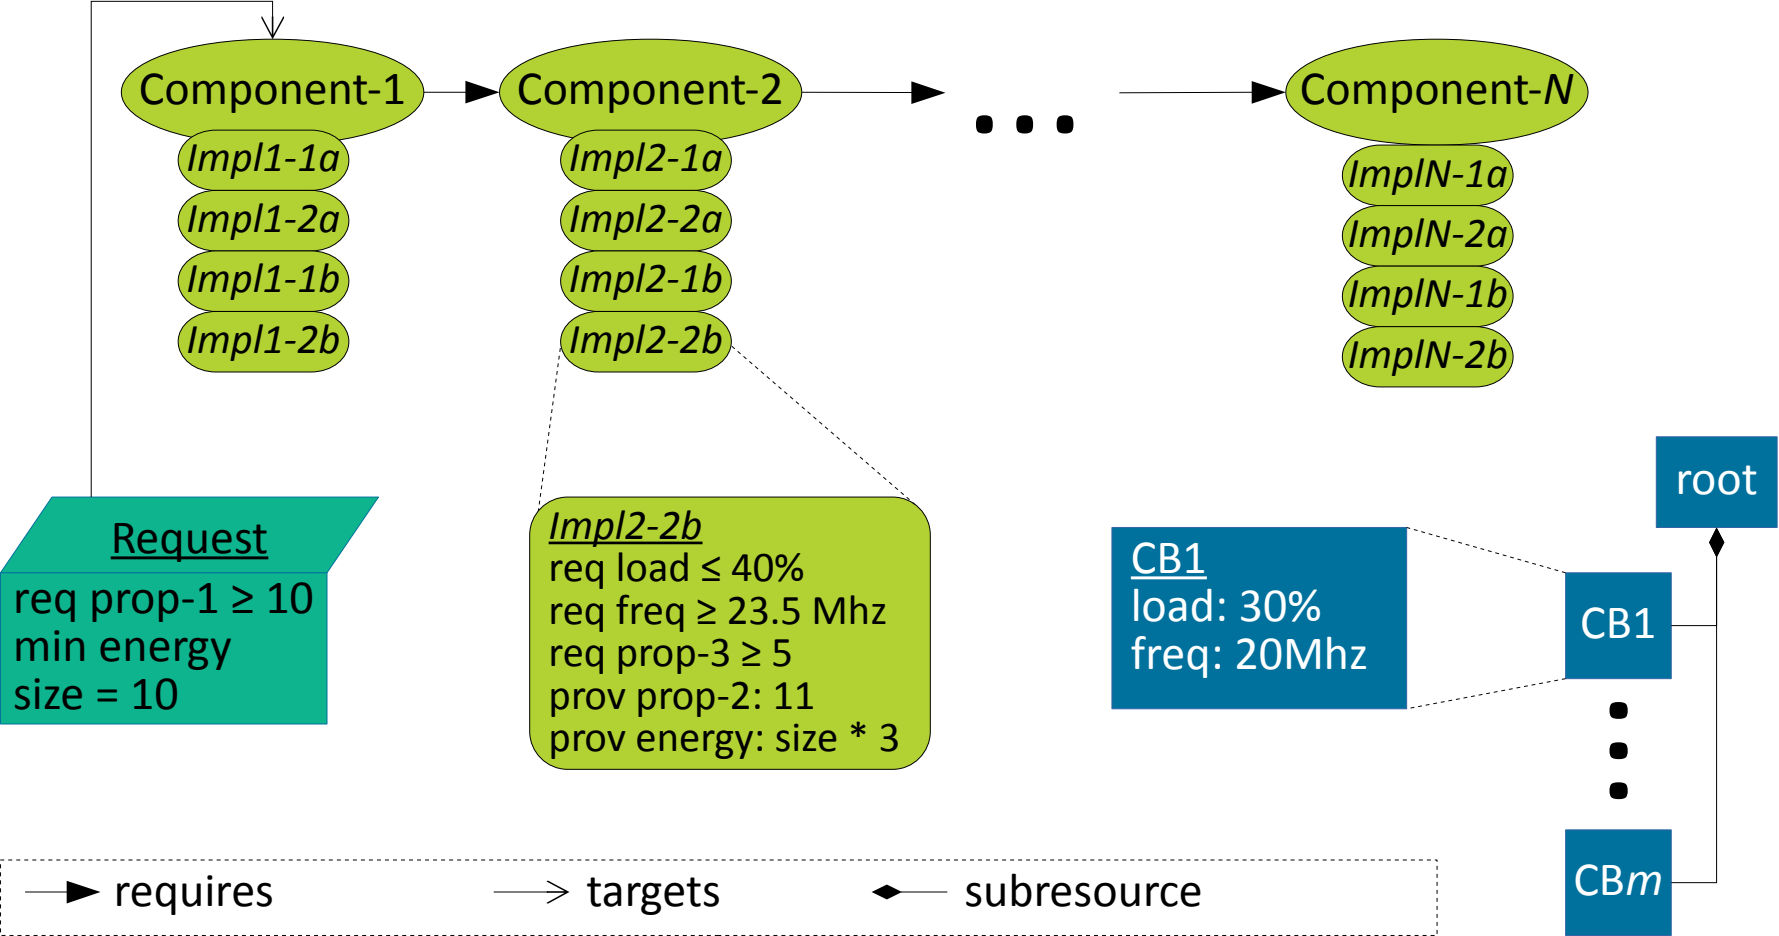 Component-1
Component-2
Component-N
Impl1-1a
Impl1-2a
Impl1-1b
Impl1-2b
Impl2-1a
Impl2-2a
Impl2-1b
Impl2-2b
ImplN-1a
ImplN-2a
ImplN-1b
ImplN-2b
Request
req prop-1 ≥ 10
min energy
size = 10
Impl2-2b
req load ≤ 40%
req freq ≥ 23.5 Mhz
req prop-3 ≥ 5
prov prop-2: 11
prov energy: size * 3
CB1
load: 30%
freq: 20Mhz
root
CB1
CBm
requires
targets
subresource